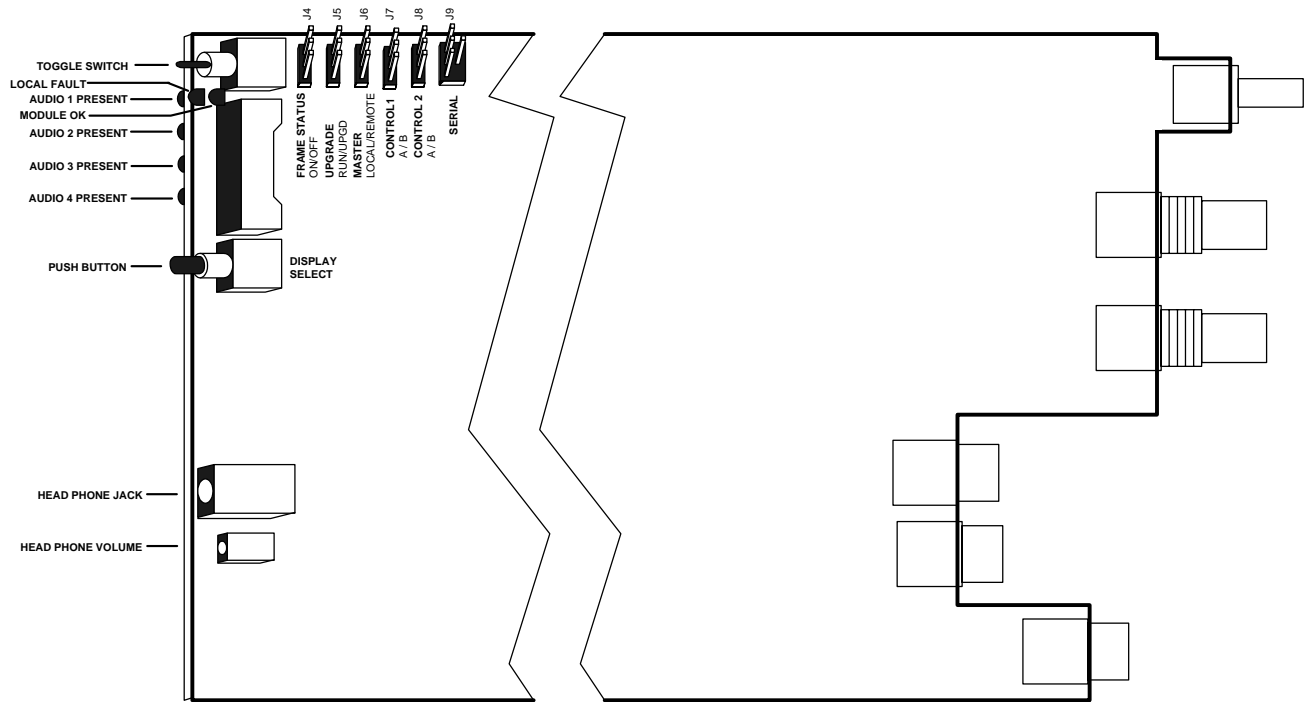 J4
J5
J6
J7
J8
J9
TOGGLE SWITCH
LOCAL FAULT
AUDIO 1 PRESENT
MODULE OK
AUDIO 2 PRESENT
AUDIO 3 PRESENT
AUDIO 4 PRESENT
FRAME STATUS
ON/OFF
UPGRADE
RUN/UPGD
MASTER
LOCAL/REMOTE
CONTROL1
A / B
CONTROL 2
A / B
SERIAL
PUSH BUTTON
DISPLAY
SELECT
HEAD PHONE JACK
HEAD PHONE VOLUME